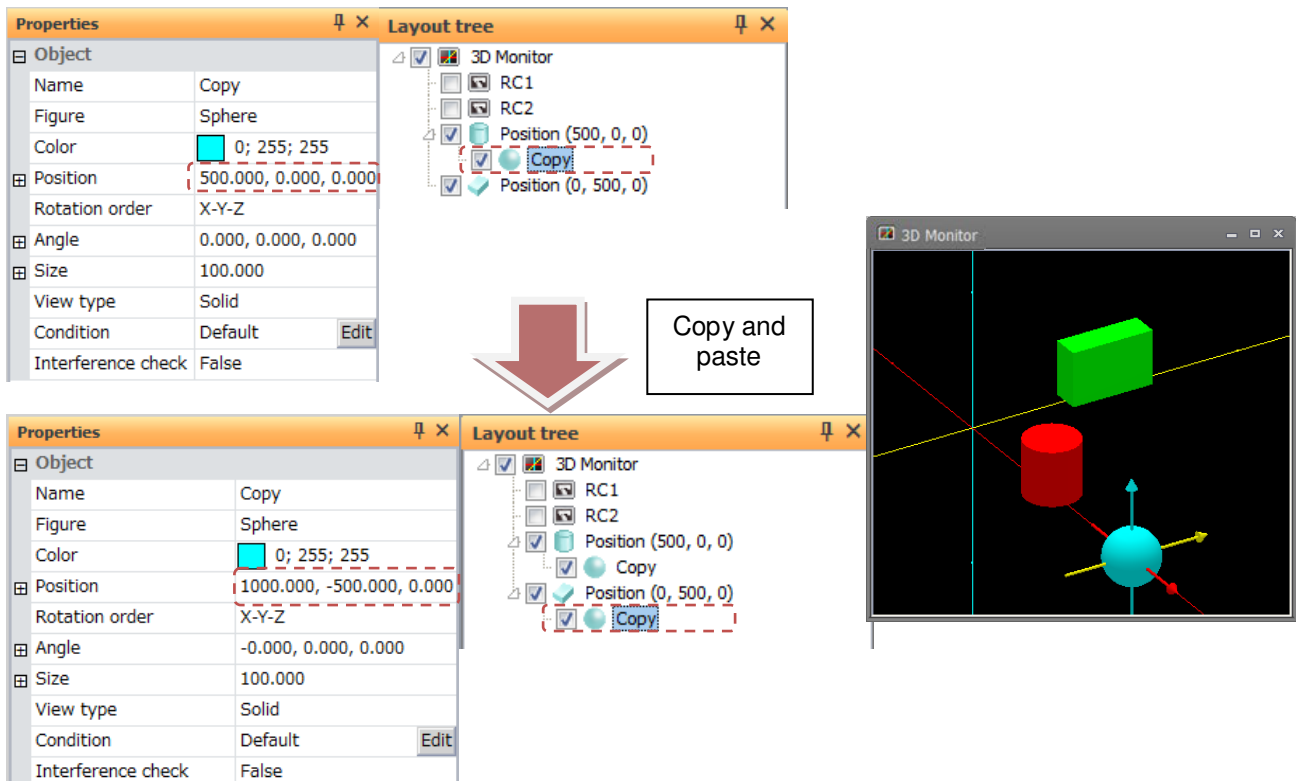 Properties
Object
Name Copy
Figure Sphere
Color 0; 255; 255
Position 500.000, 0.000, 0.000
Rotation order X-Y-Z
Angle 0.000, 0.000, 0.000
Size 100.000
View type Solid
Condition Default Edit
Interference check False
Layout tree
3D Monitor
RC1
RC2
Position (500, 0, 0)
Copy
Position (0, 500, 0)
Copy and
paste
3D Monitor
Properties
Object
Name Copy
Figure Sphere
Color 0; 255; 255
Position 1000.000, -500.000, 0.000
Rotation order X-Y-Z
Angle -0.000, 0.000, 0.000
Size 100.000
View type Solid
Condition Default Edit
Interference check False
Layout tree
3D Monitor
RC1
RC2
Position (500, 0, 0)
Copy
Position (0, 500, 0)
Copy